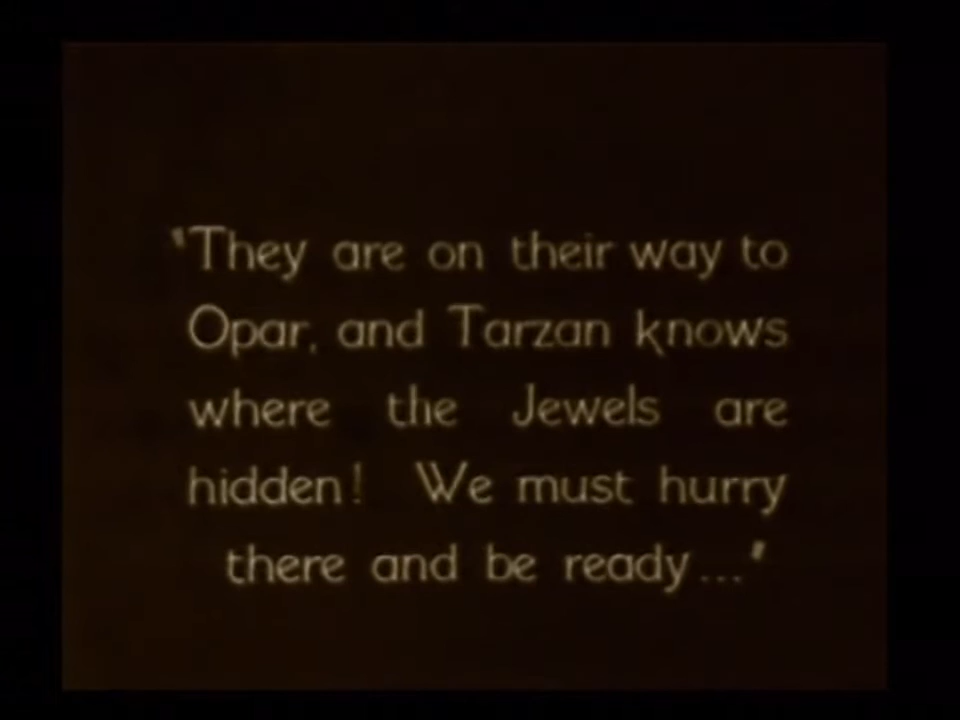 "They are on their way to
Opar, and Tarzan knows
where the Jewels are
hidden! We must hurry
there and be ready..."